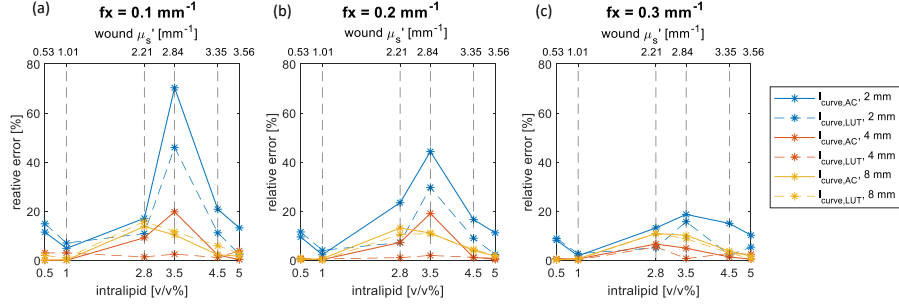 (a)
fx = 0.1 mm⁻¹
wound μs' [mm⁻¹]
0.53 1.01 2.21 2.84 3.35 3.56
80
60
40
20
0
relative error [%]
0.5 1 2.8 3.5 4.5 5
intralipid [v/v%]
(b)
fx = 0.2 mm⁻¹
wound μs' [mm⁻¹]
0.53 1.01 2.21 2.84 3.35 3.56
80
60
40
20
0
relative error [%]
0.5 1 2.8 3.5 4.5 5
intralipid [v/v%]
(c)
fx = 0.3 mm⁻¹
wound μs' [mm⁻¹]
0.53 1.01 2.21 2.84 3.35 3.56
80
60
40
20
0
relative error [%]
0.5 1 2.8 3.5 4.5 5
intralipid [v/v%]
Icurve,AC, 2 mm
Icurve,LUT, 2 mm
Icurve,AC, 4 mm
Icurve,LUT, 4 mm
Icurve,AC, 8 mm
Icurve,LUT, 8 mm